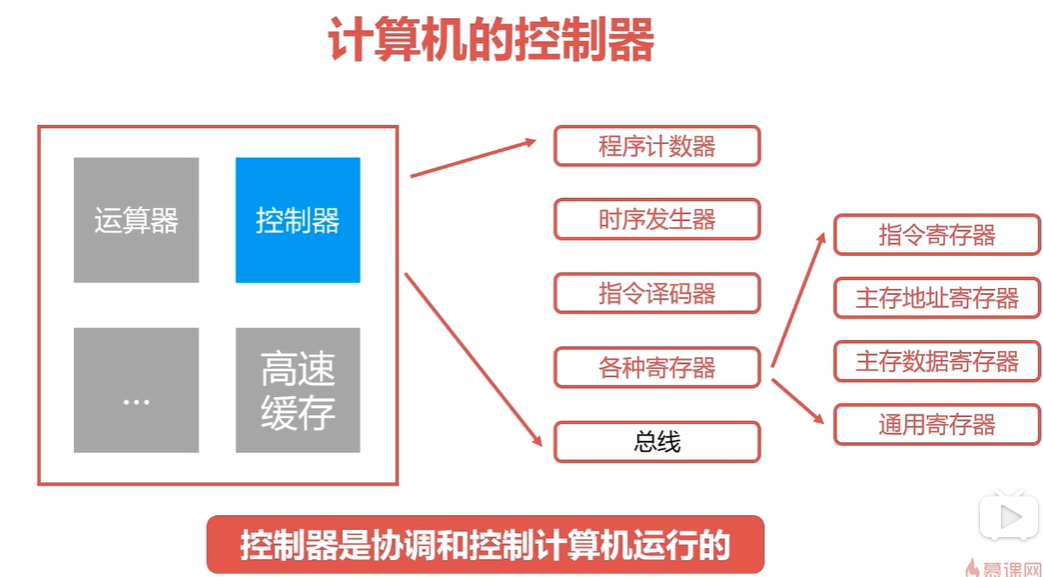 计算机的控制器
运算器
控制器
...
高速
缓存
程序计数器
时序发生器
指令译码器
各种寄存器
总线
指令寄存器
主存地址寄存器
主存数据寄存器
通用寄存器
控制器是协调和控制计算机运行的
慕课网